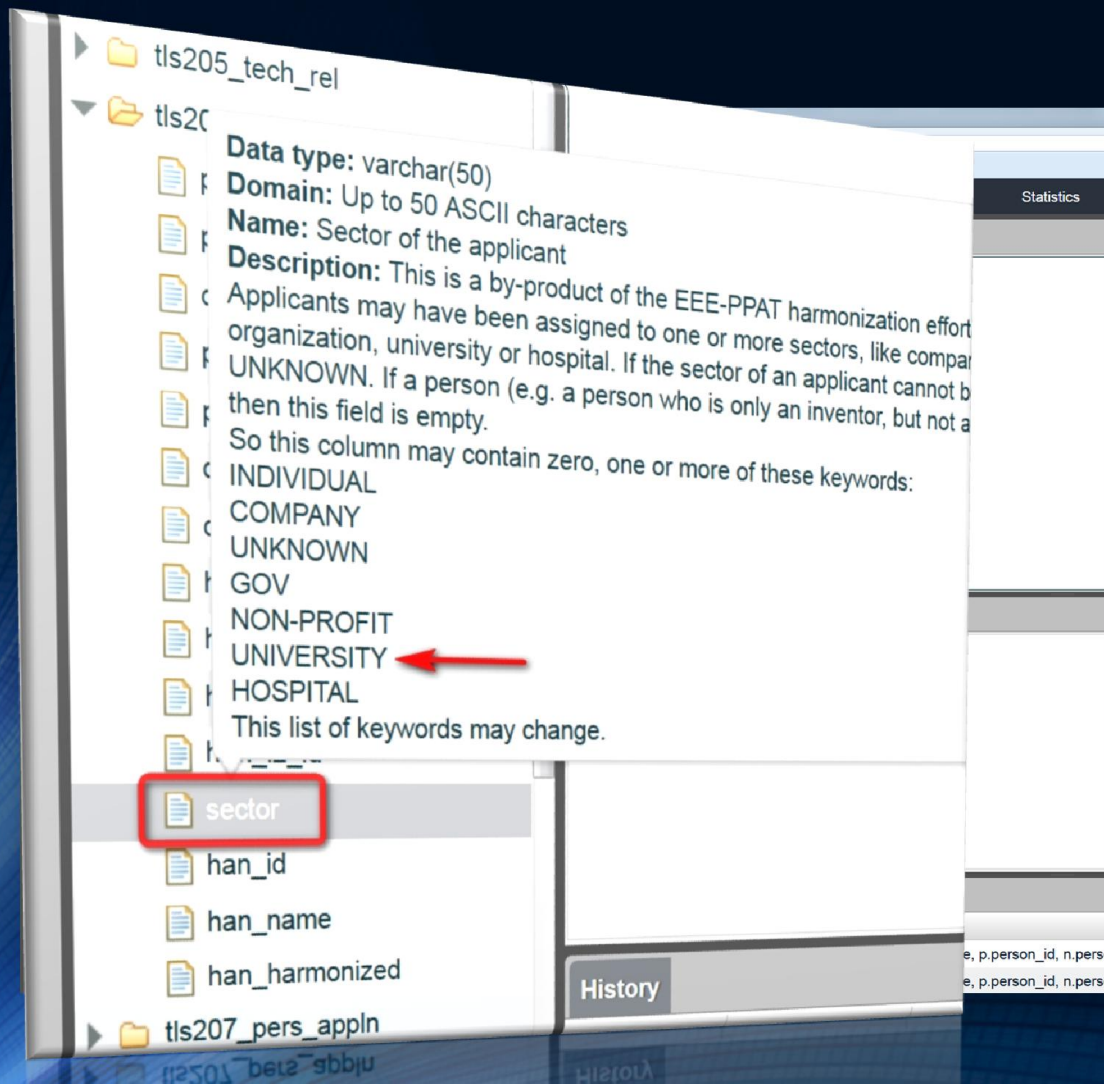 tls205_tech_rel
Data type: varchar(50)
Domain: Up to 50 ASCII characters
Name: Sector of the applicant
Description: This is a by-product of the EEE-PPAT harmonization effort
Applicants may have been assigned to one or more sectors, like
organization, university or hospital. If the sector of an applicant cannot
UNKNOWN. If a person (e.g. a person who is only an inventor, but not
then this field is empty.
So this column may contain zero, one or more of these keywords:
INDIVIDUAL
COMPANY
UNKNOWN
GOV
NON-PROFIT
UNIVERSITY
HOSPITAL
This list of keywords may change.
sector
han_id
han_name
han_harmonized
tls207_pers_appln
History
Statistics
e, p.person_id, n.pers
e, p.person_id, n.pers